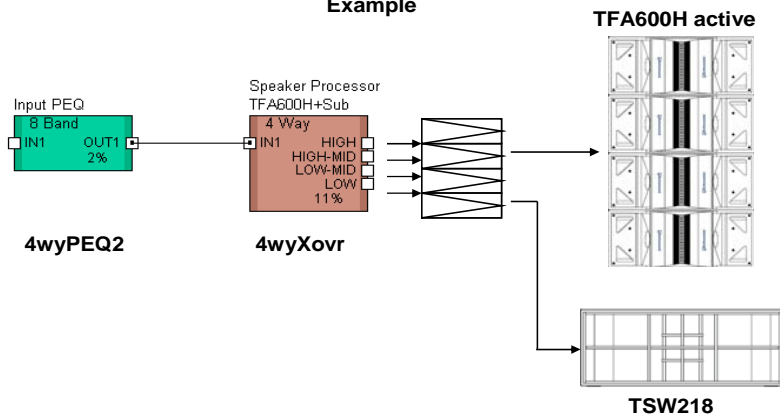 Example
TFA600H active
Speaker Processor
TFA600H+Sub
Input PEQ
8 Band
IN1 OUT1
2%
4 Way
IN1 HIGH
HIGH-MID
LOW-MID
LOW
11%
4wyPEQ2
4wyXovr
TSW218